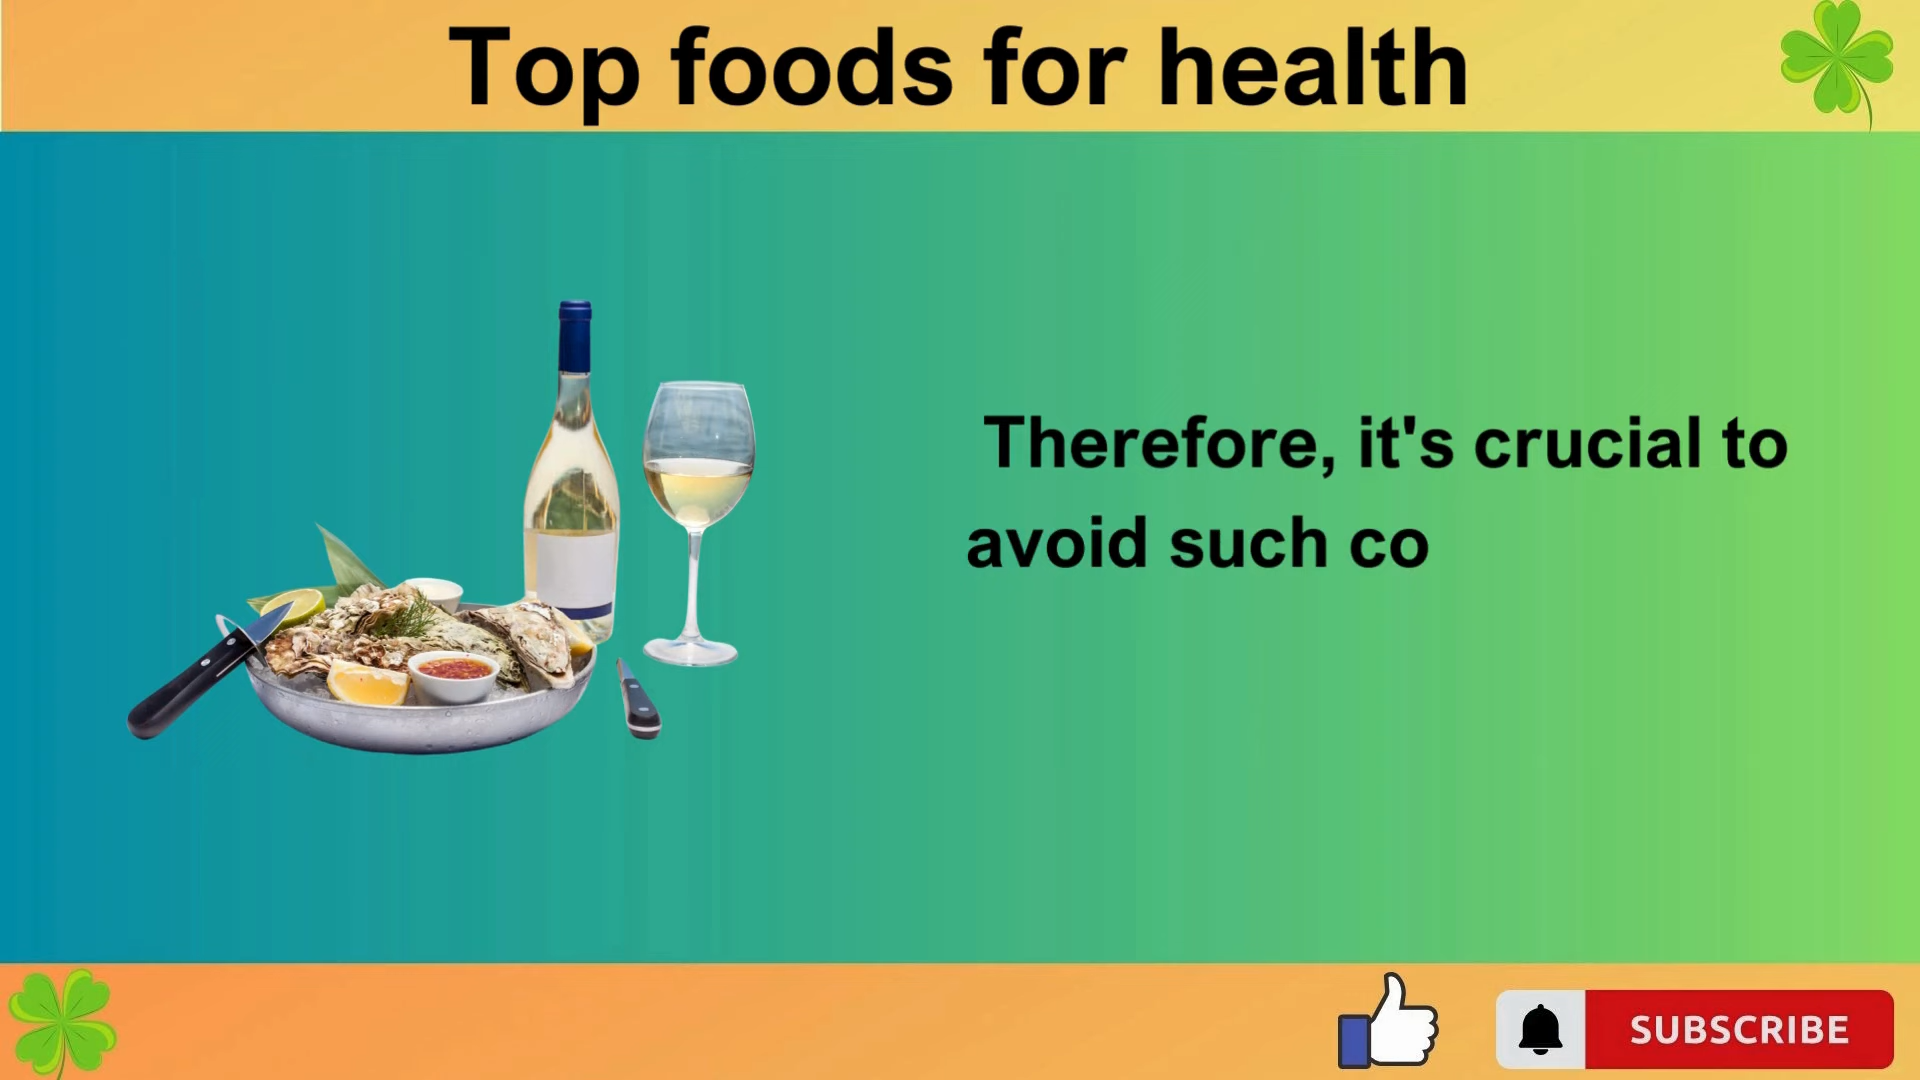 Top foods for health
Therefore, it's crucial to
avoid such co
SUBSCRIBE